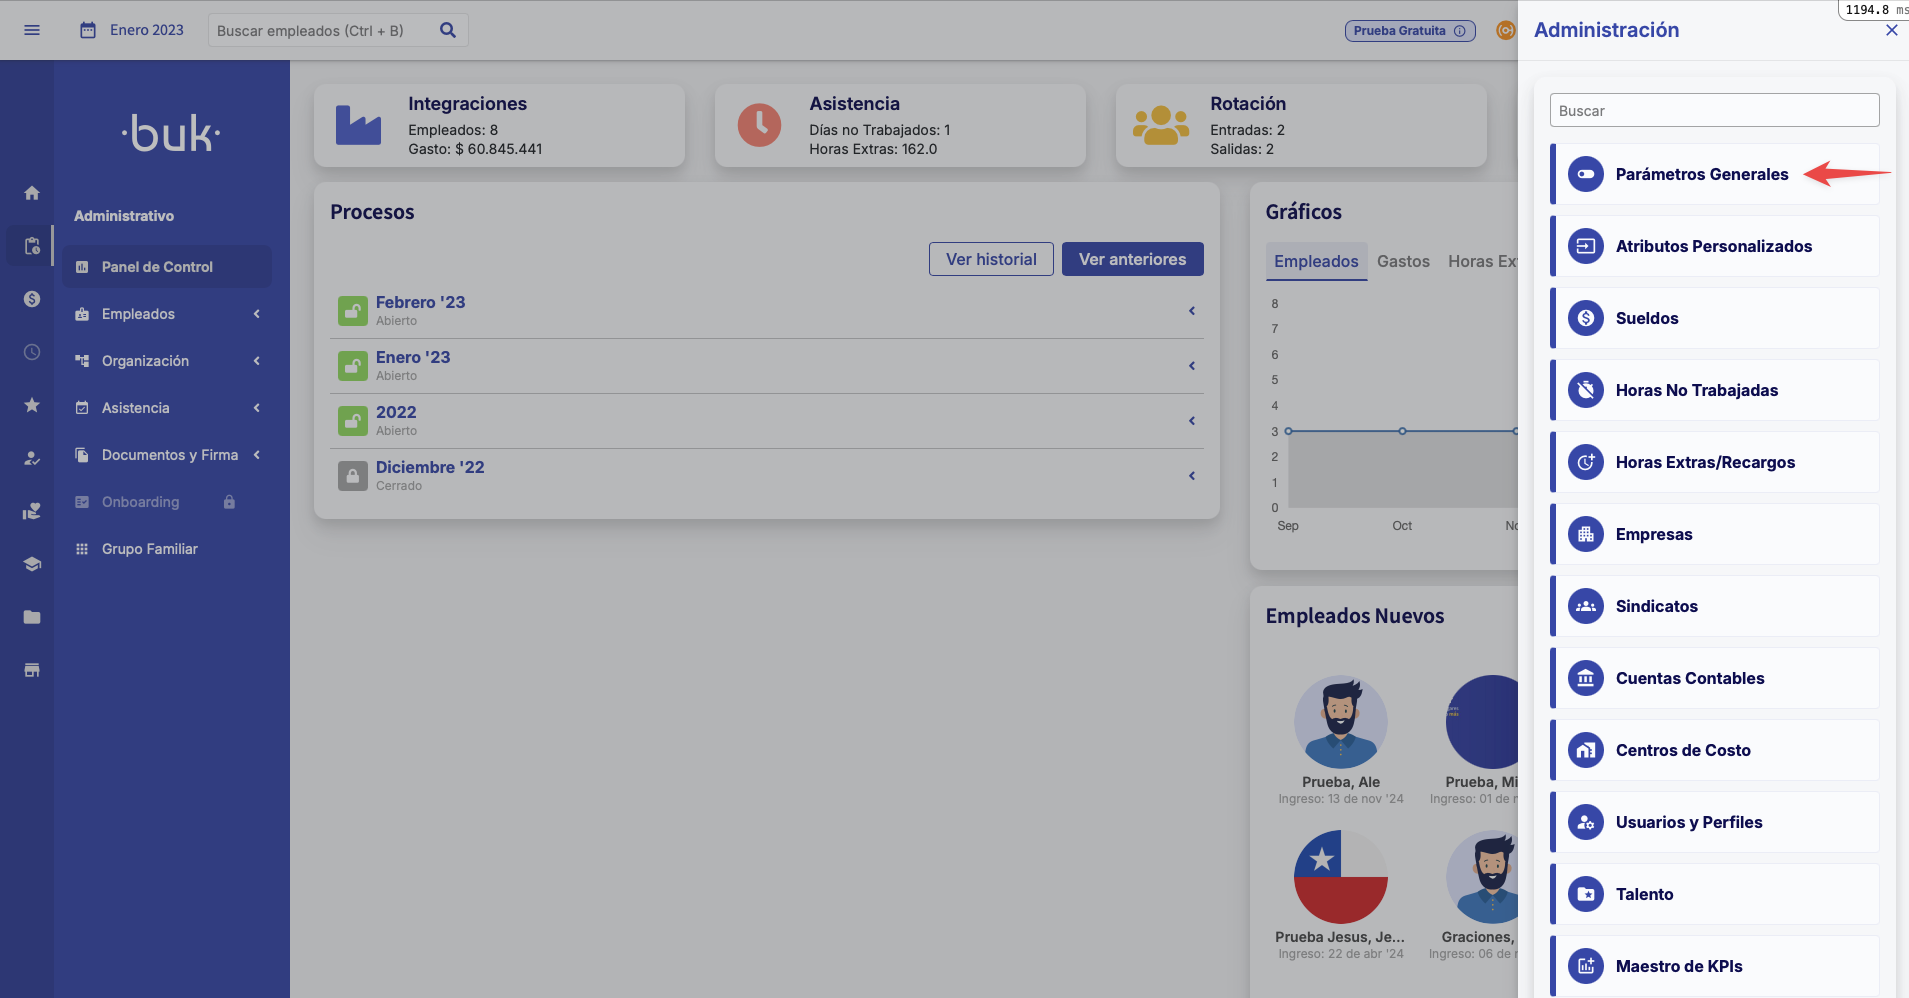 Enero 2023
Buscar empleados (Ctrl + B)
Prueba Gratuita
1194.8 ms
Administración
·buk·
Administrativo
Panel de Control
Empleados
Organización
Asistencia
Documentos y Firma
Onboarding
Grupo Familiar
Integraciones
Empleados: 8
Gasto: $ 60.845.441
Asistencia
Días no Trabajados: 1
Horas Extras: 162.0
Rotación
Entradas: 2
Salidas: 2
Procesos
Ver historial
Ver anteriores
Febrero '23
Abierto
Enero '23
Abierto
2022
Abierto
Diciembre '22
Cerrado
Gráficos
Empleados Gastos Horas Ex
8
7
6
5
4
3
2
1
0
Sep Oct No
Empleados Nuevos
Prueba, Ale
Ingreso: 13 de nov '24
Prueba, Mi
Ingreso: 01 de n
Prueba Jesus, Je...
Ingreso: 22 de abr '24
Graciones,
Ingreso: 06 de r
Buscar
Parámetros Generales
Atributos Personalizados
Sueldos
Horas No Trabajadas
Horas Extras/Recargos
Empresas
Sindicatos
Cuentas Contables
Centros de Costo
Usuarios y Perfiles
Talento
Maestro de KPIs